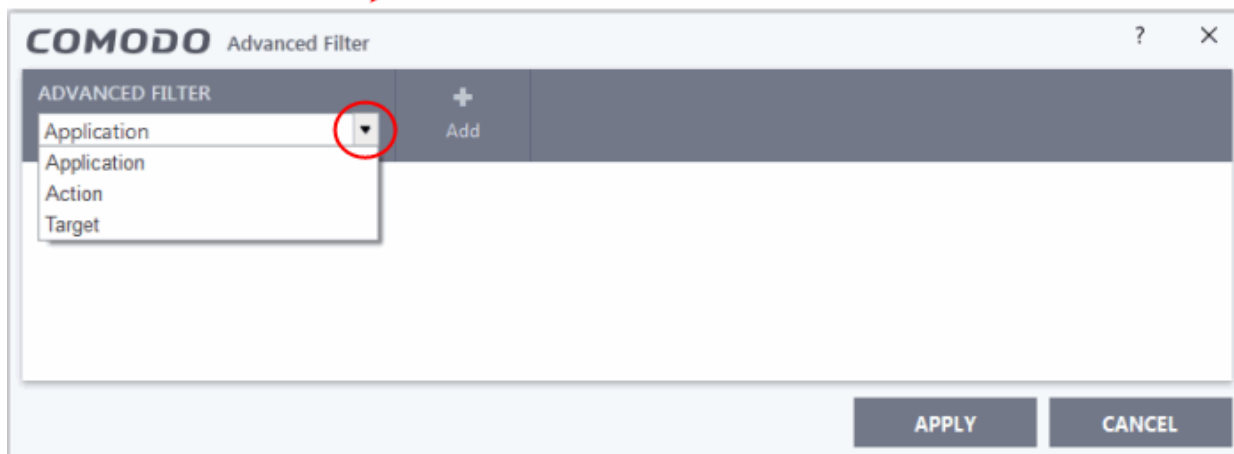 COMODO Advanced Filter ?
ADVANCED FILTER
Application
Add
Application
Action
Target
APPLY CANCEL